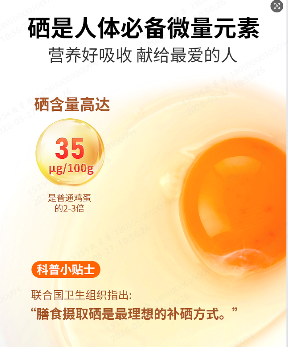 硒是人体必备微量元素
营养好吸收 献给最爱的人
硒含量高达
35
μg/100g
是普通鸡蛋
的2-3倍
科普小贴士
联合国卫生组织指出:
“膳食摄取硒是最理想的补硒方式。”